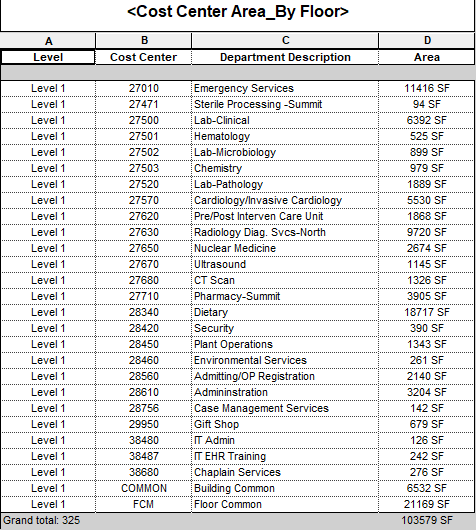 <Cost Center Area_By Floor>
A B C D
Level Cost Center Department Description Area
Level 1 27010 Emergency Services 11416 SF
Level 1 27471 Sterile Processing -Summit 94 SF
Level 1 27500 Lab-Clinical 6392 SF
Level 1 27501 Hematology 525 SF
Level 1 27502 Lab-Microbiology 899 SF
Level 1 27503 Chemistry 979 SF
Level 1 27520 Lab-Pathology 1889 SF
Level 1 27570 Cardiology/Invasive Cardiology 5530 SF
Level 1 27620 Pre/Post Interven Care Unit 1868 SF
Level 1 27630 Radiology Diag. Svcs-North 9720 SF
Level 1 27650 Nuclear Medicine 2674 SF
Level 1 27670 Ultrasound 1145 SF
Level 1 27680 CT Scan 1326 SF
Level 1 27710 Pharmacy-Summit 3905 SF
Level 1 28340 Dietary 18717 SF
Level 1 28420 Security 390 SF
Level 1 28450 Plant Operations 1343 SF
Level 1 28460 Environmental Services 261 SF
Level 1 28560 Admitting/OP Registration 2140 SF
Level 1 28610 Admininstration 3204 SF
Level 1 28756 Case Management Services 142 SF
Level 1 29950 Gift Shop 679 SF
Level 1 38480 IT Admin 126 SF
Level 1 38487 IT EHR Training 242 SF
Level 1 38680 Chaplain Services 276 SF
Level 1 COMMON Building Common 6532 SF
Level 1 FCM Floor Common 21169 SF
Grand total: 325 103579 SF